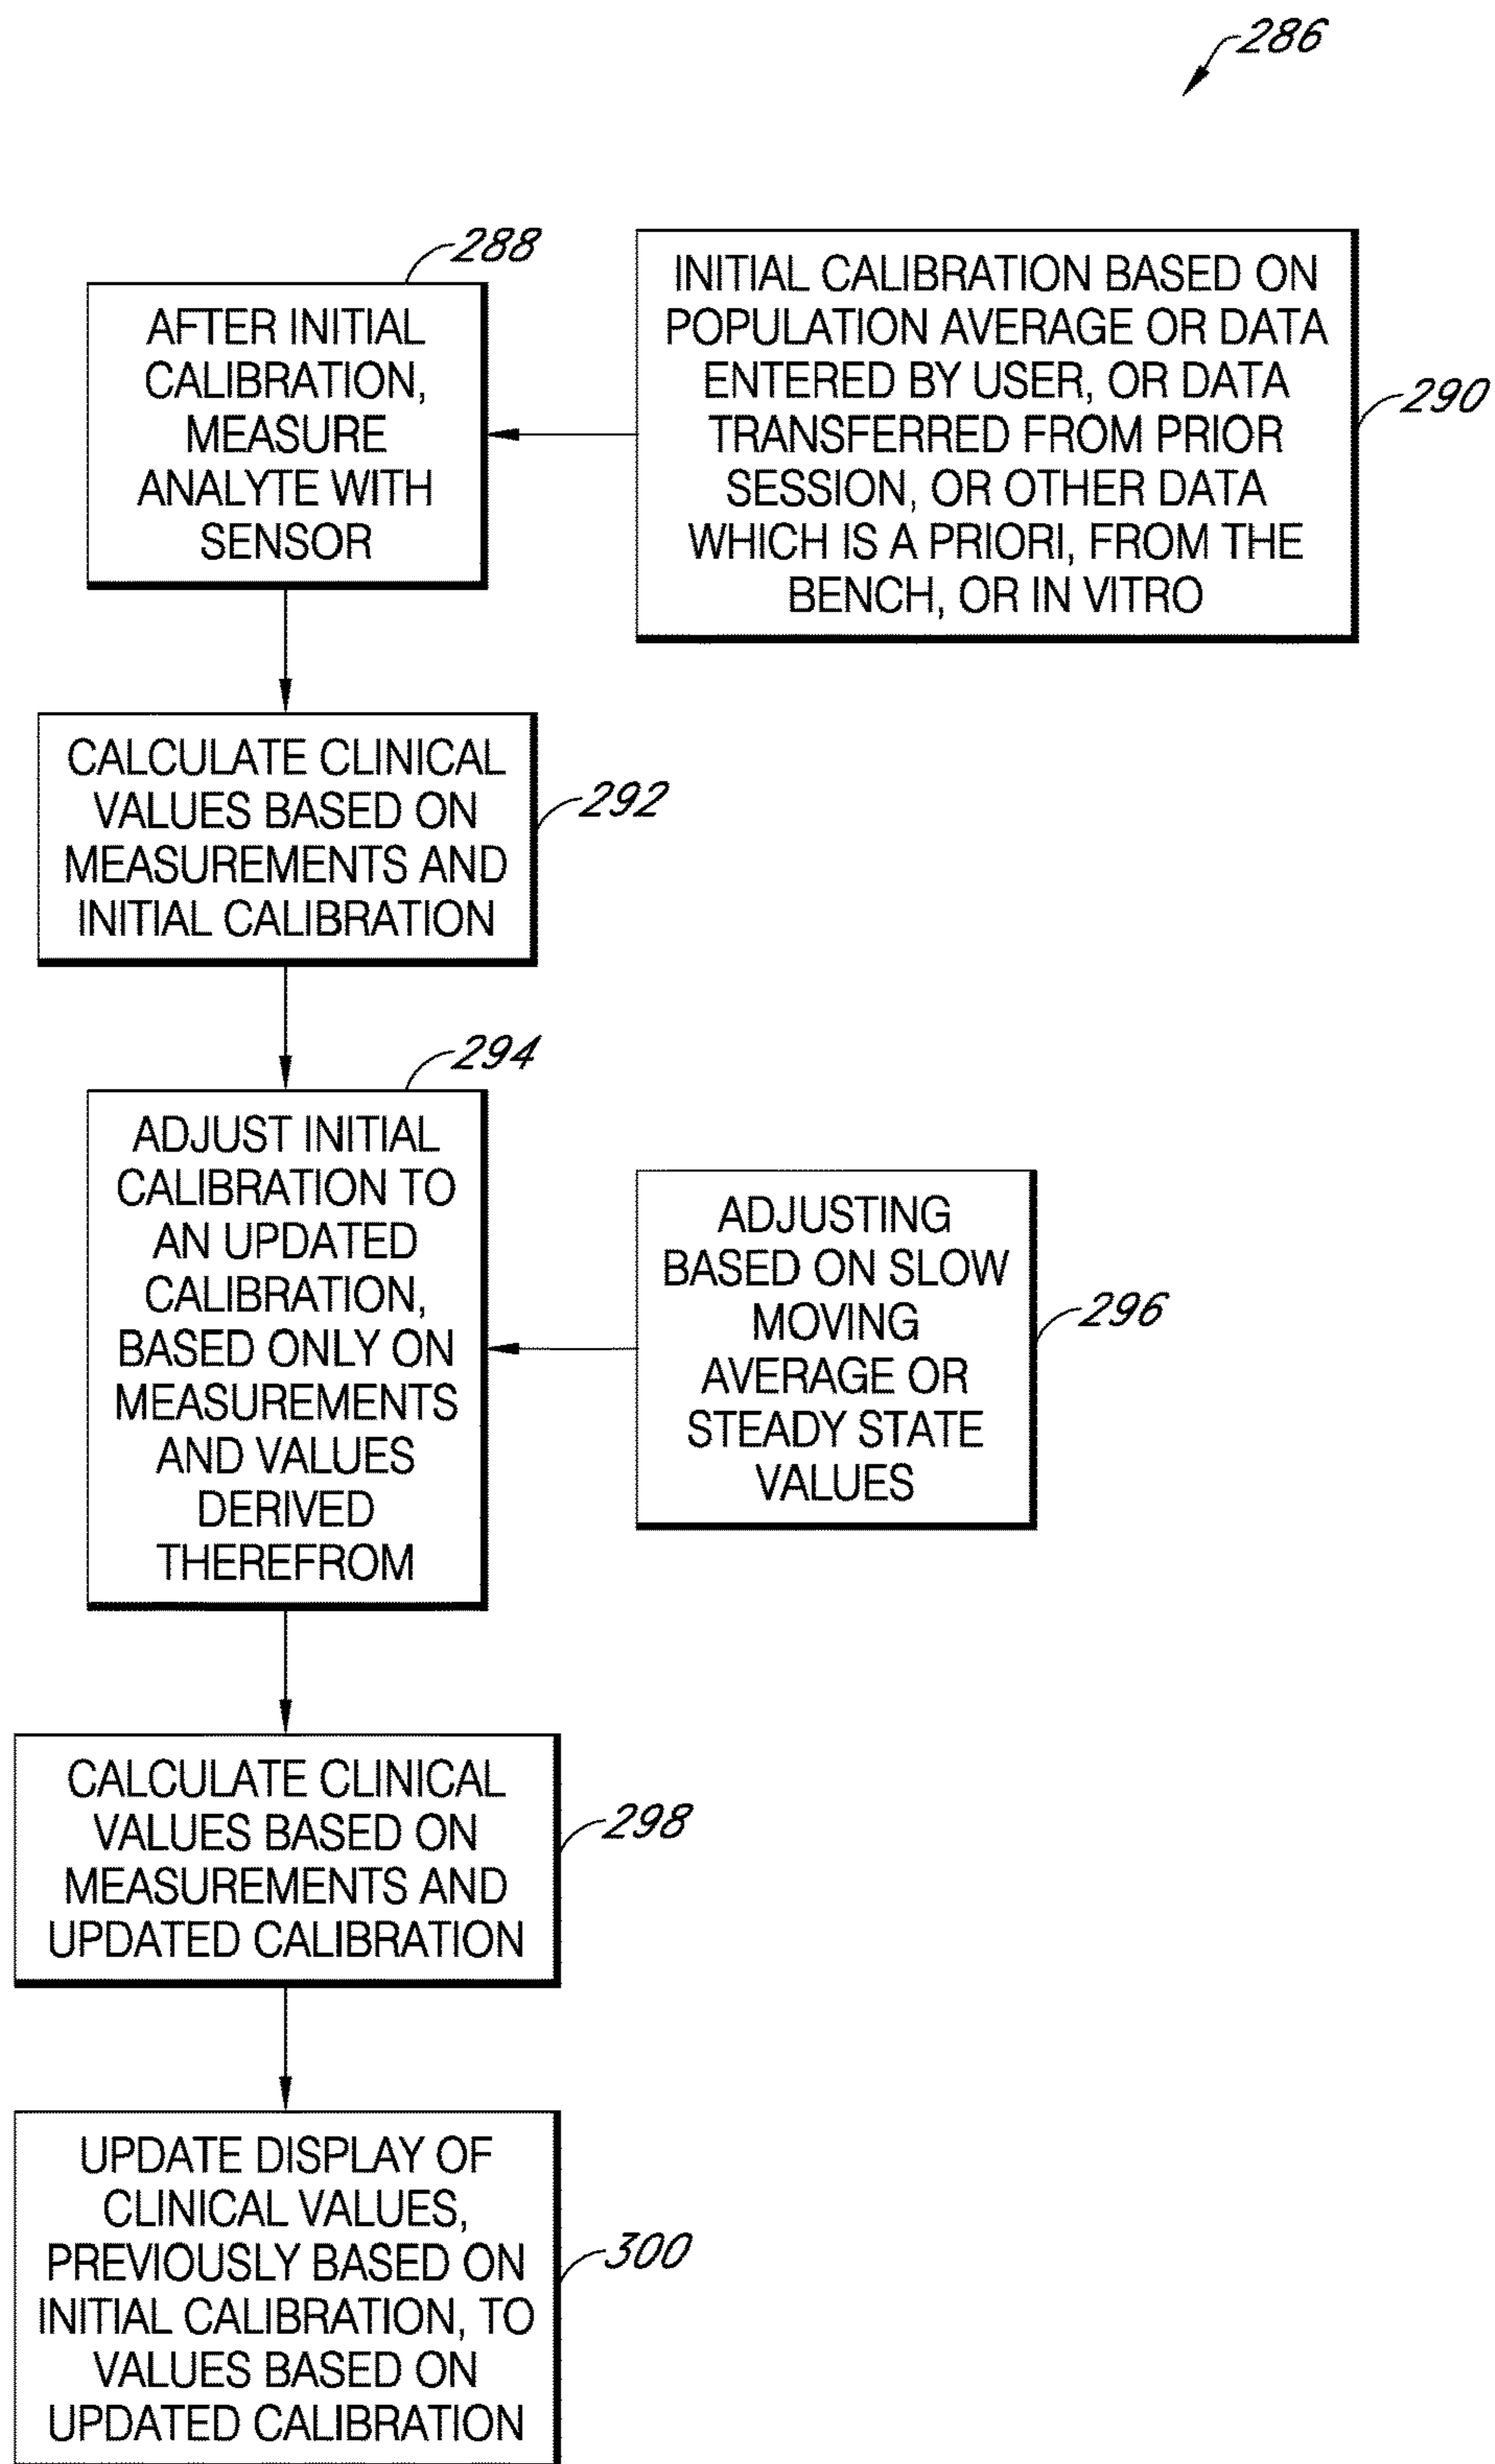 286
288
AFTER INITIAL
CALIBRATION,
MEASURE
ANALYTE WITH
SENSOR
INITIAL CALIBRATION BASED ON
POPULATION AVERAGE OR DATA
ENTERED BY USER, OR DATA
TRANSFERRED FROM PRIOR
SESSION, OR OTHER DATA
WHICH IS A PRIORI, FROM THE
BENCH, OR IN VITRO
290
CALCULATE CLINICAL
VALUES BASED ON
MEASUREMENTS AND
INITIAL CALIBRATION
292
294
ADJUST INITIAL
CALIBRATION TO
AN UPDATED
CALIBRATION,
BASED ONLY ON
MEASUREMENTS
AND VALUES
DERIVED
THEREFROM
ADJUSTING
BASED ON SLOW
MOVING
AVERAGE OR
STEADY STATE
VALUES
296
CALCULATE CLINICAL
VALUES BASED ON
MEASUREMENTS AND
UPDATED CALIBRATION
298
UPDATE DISPLAY OF
CLINICAL VALUES,
PREVIOUSLY BASED ON
INITIAL CALIBRATION, TO
VALUES BASED ON
UPDATED CALIBRATION
300